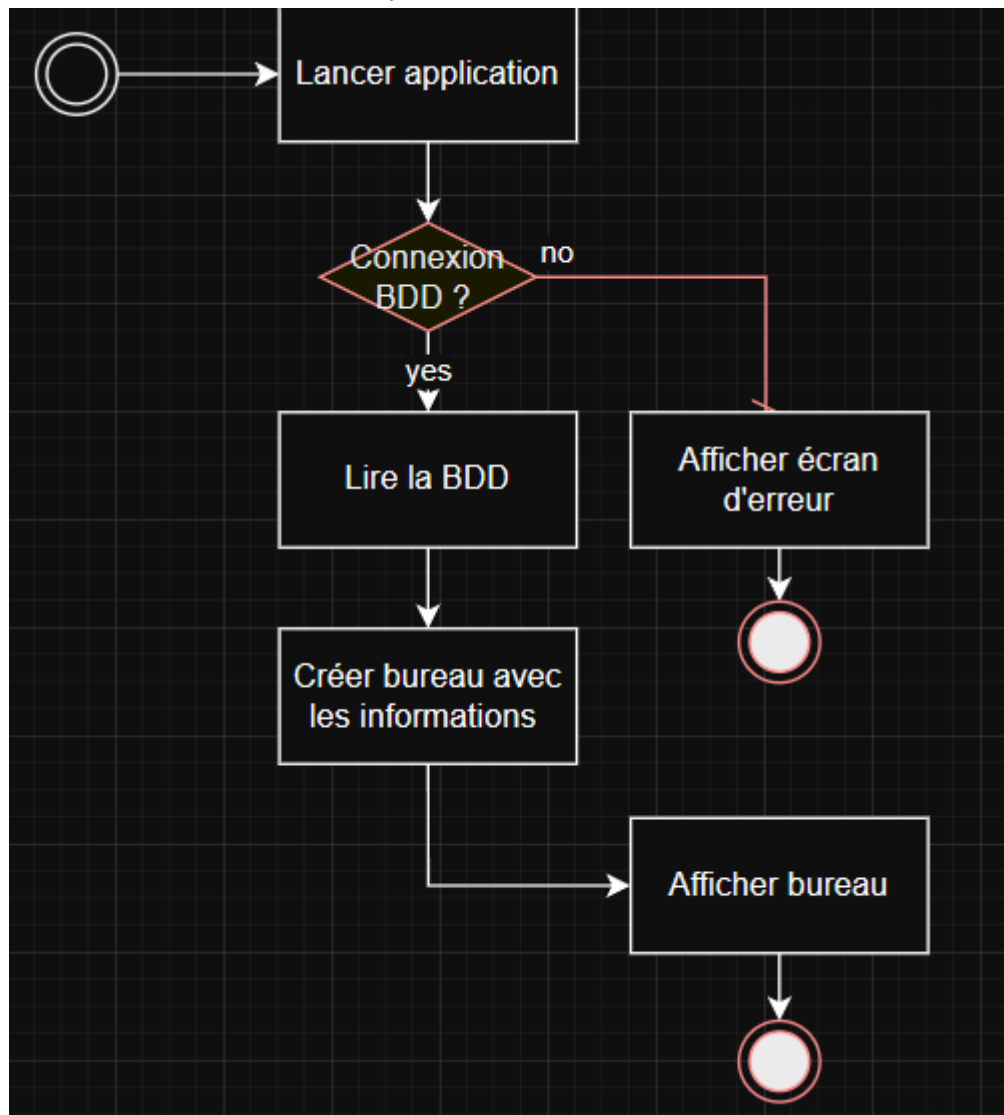 Lancer application
Connexion
BDD ?
no
yes
Lire la BDD
Afficher écran
d'erreur
Créer bureau avec
les informations
Afficher bureau